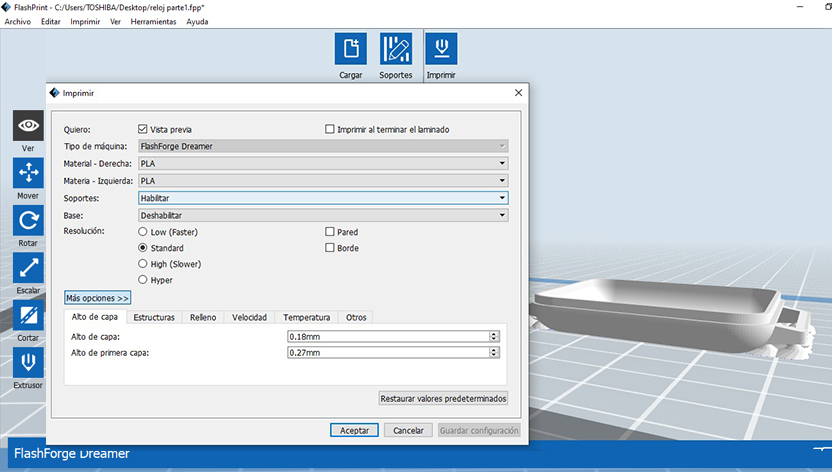 FlashPrint - C:/Users/TOSHIBA/Desktop/reloj parte1.fpp*
Archivo Editar Imprimir Ver Herramientas Ayuda
Cargar Soportes Imprimir
Imprimir
Quiero: Vista previa Imprimir al terminar el laminado
Tipo de máquina: FlashForge Dreamer
Material - Derecha: PLA
Materia - Izquierda: PLA
Soportes: Habilitar
Base: Deshabilitar
Resolución: Low (Faster) Pared
Standard Borde
High (Slower)
Hyper
Más opciones >>
Alto de capa Estructuras Relleno Velocidad Temperatura Otros
Alto de capa: 0.18mm
Alto de primera capa: 0.27mm
Restaurar valores predeterminados
Aceptar Cancelar Guardar configuración
Ver
Mover
Rotar
Escalar
Cortar
Extrusor
FlashForge Dreamer